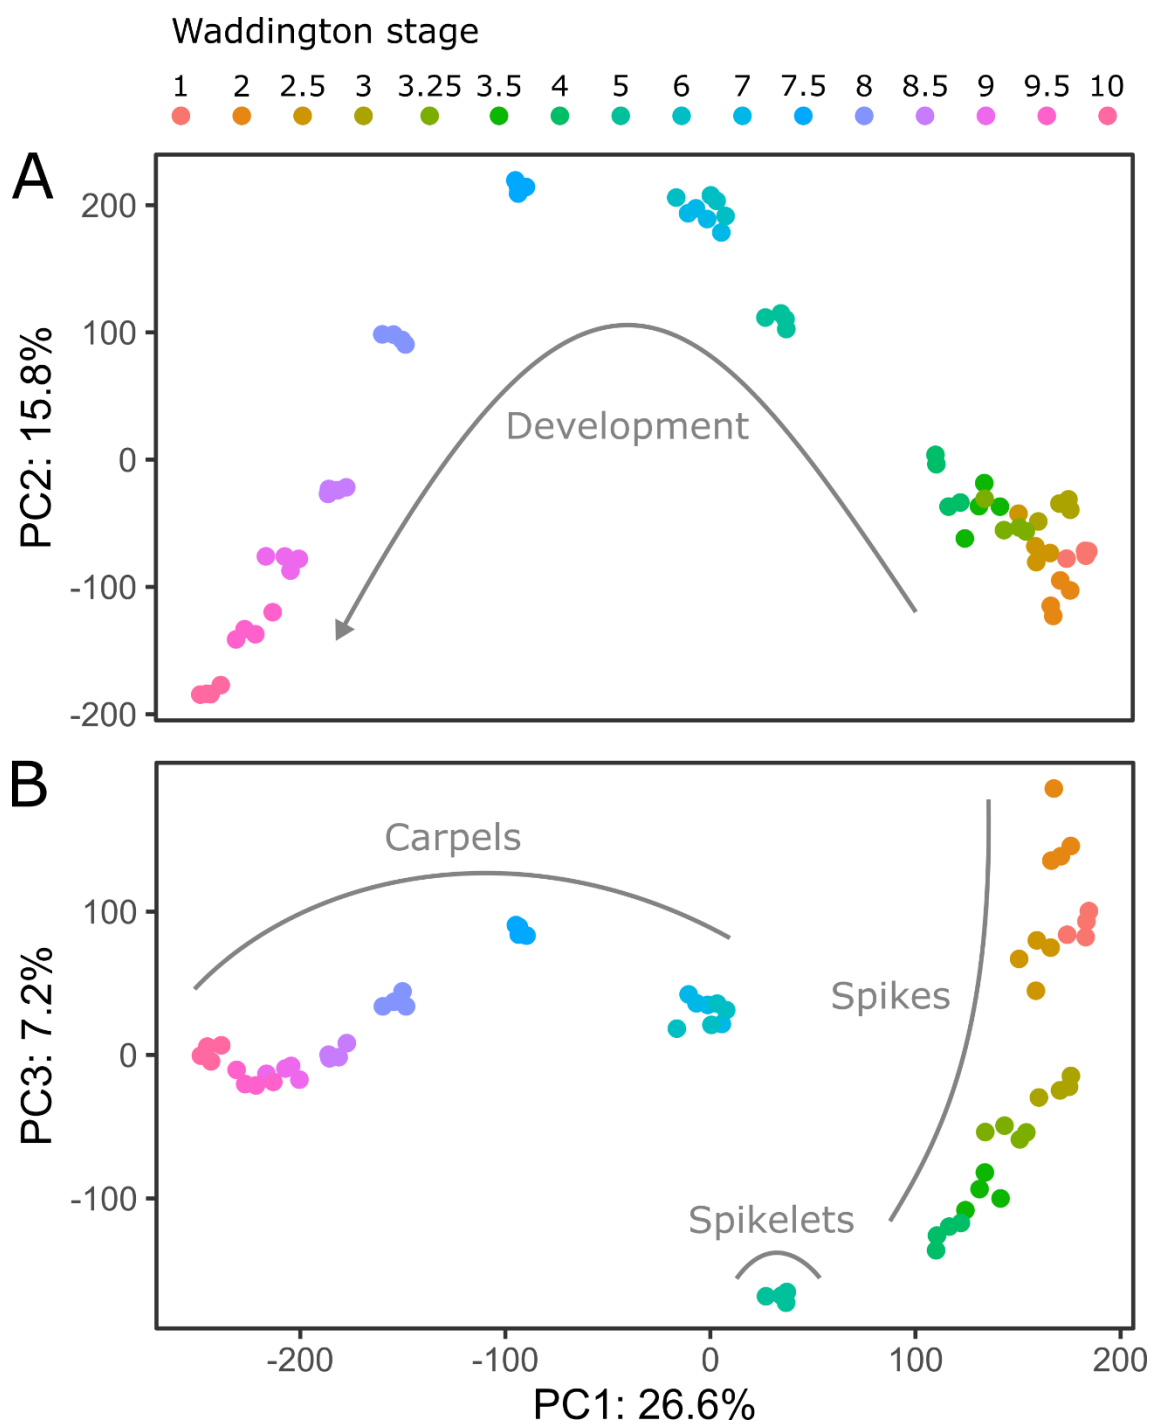 Waddington stage
1 2 2.5 3 3.25 3.5 4 5 6 7 7.5 8 8.5 9 9.5 10
A
200
100
0
-100
-200
PC2: 15.8%
Development
B
100
0
-100
PC3: 7.2%
Carpels
Spikes
Spikelets
-200 -100 0 100 200
PC1: 26.6%